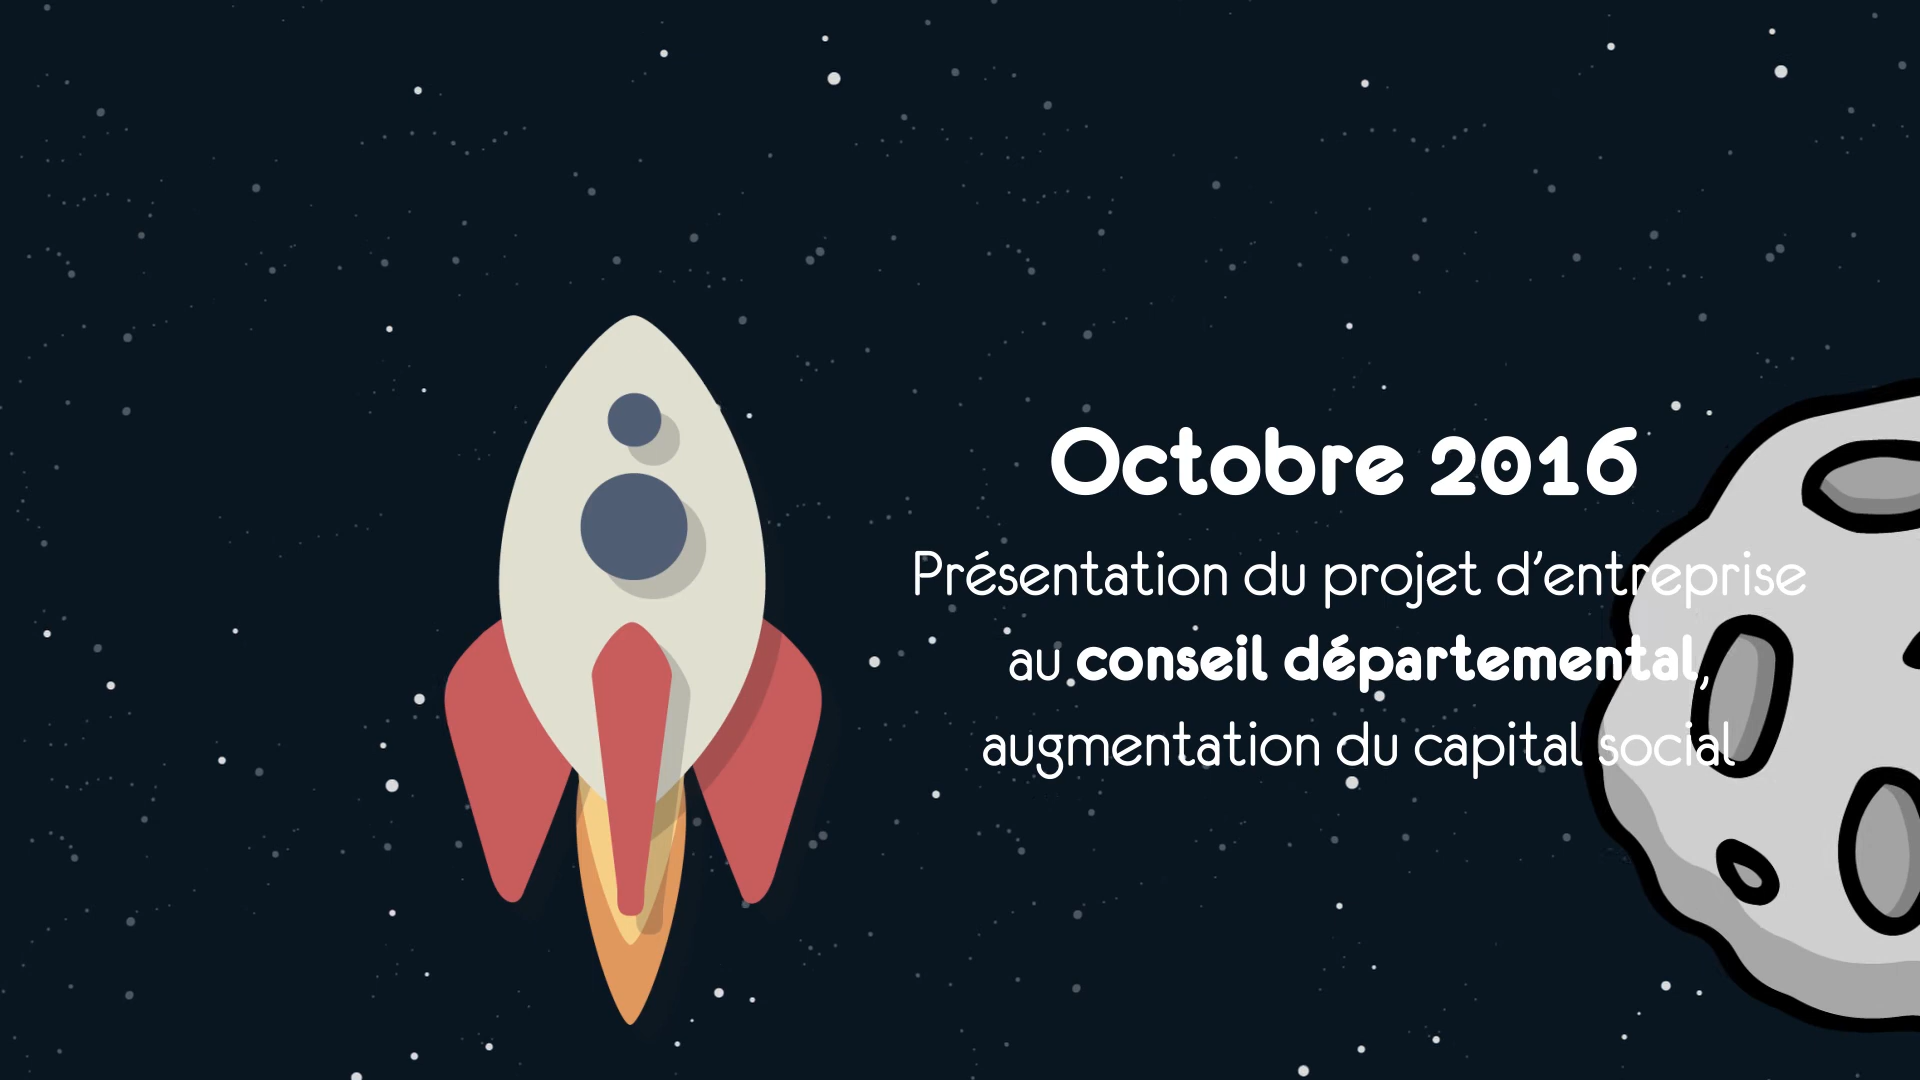 Octobre 2016
Présentation du projet d’entreprise
au conseil départemental,
augmentation du capital social